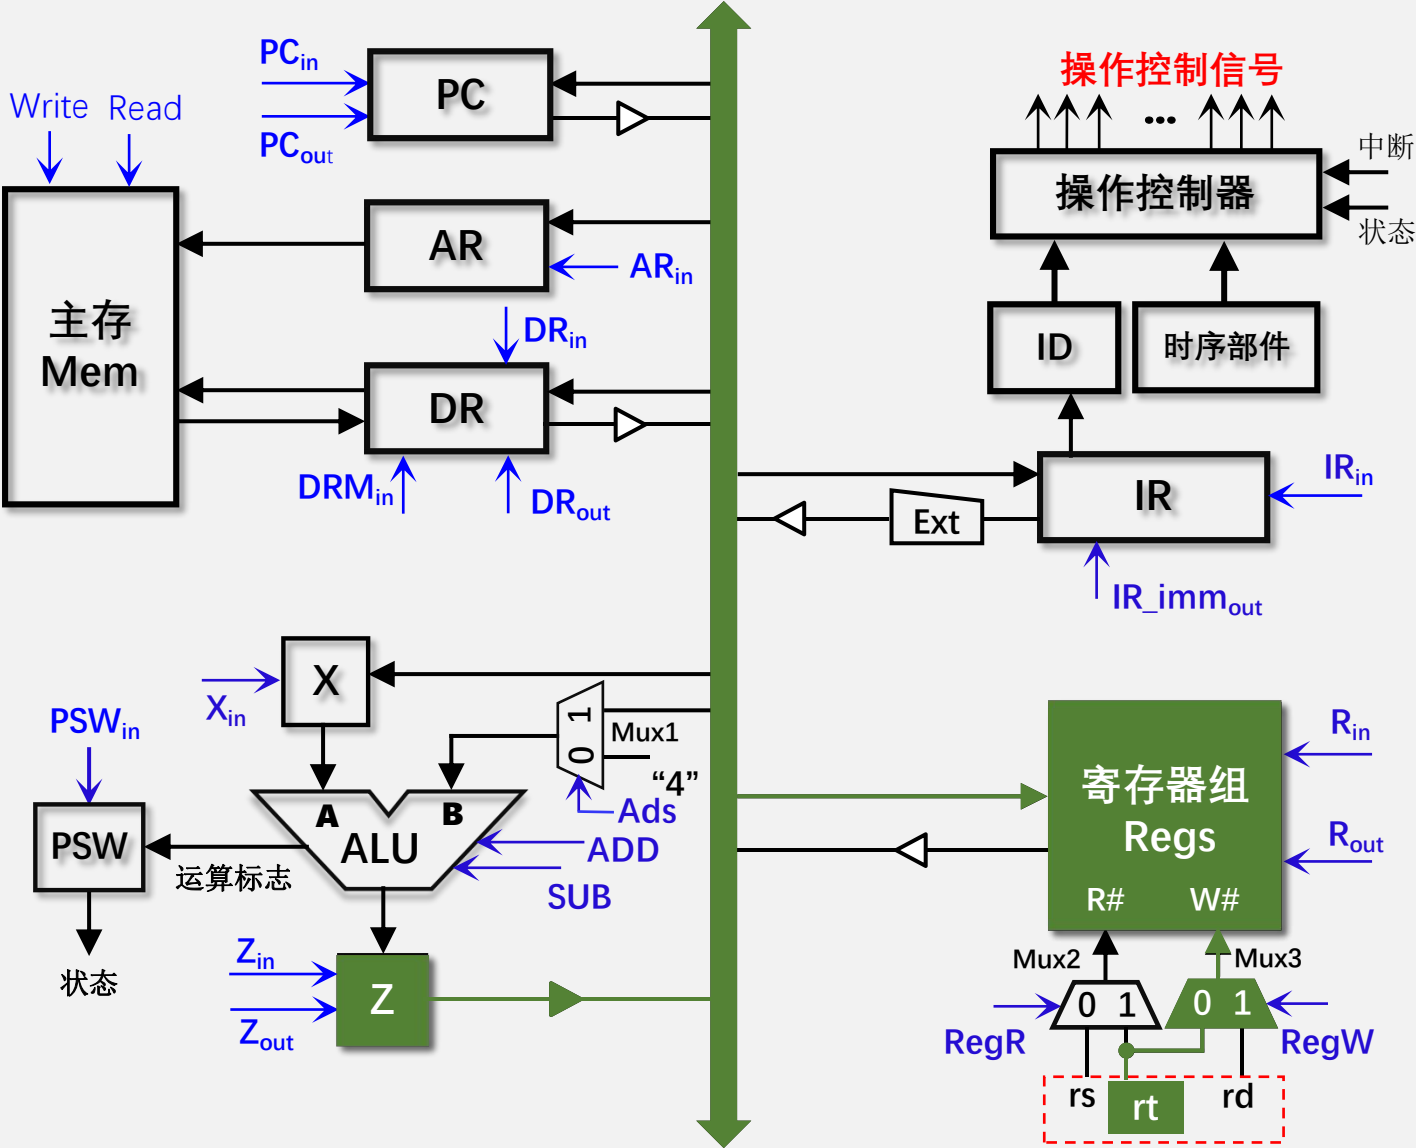 PCin
PC
PCout
Write
Read
AR
ARin
主存
Mem
DRin
DR
DRMin
DRout
操作控制信号
...
中断
操作控制器
状态
ID
时序部件
IRin
IR
Ext
IR_immout
X
Xin
PSWin
1
Mux1
0
“4”
Ads
A
B
ALU
ADD
SUB
PSW
运算标志
状态
Zin
Z
Zout
Rin
寄存器组
Regs
Rout
R#
W#
Mux2
Mux3
0 1
0 1
RegR
RegW
rs
rt
rd